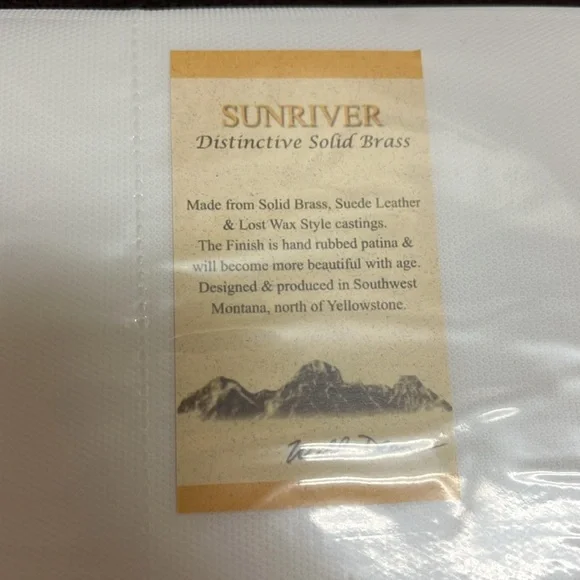 SUNRIVER
Distinctive Solid Brass
Made from Solid Brass, Suede Leather
& Lost Wax Style castings.
The Finish is hand rubbed patina &
will become more beautiful with age.
Designed & produced in Southwest
Montana, north of Yellowstone.